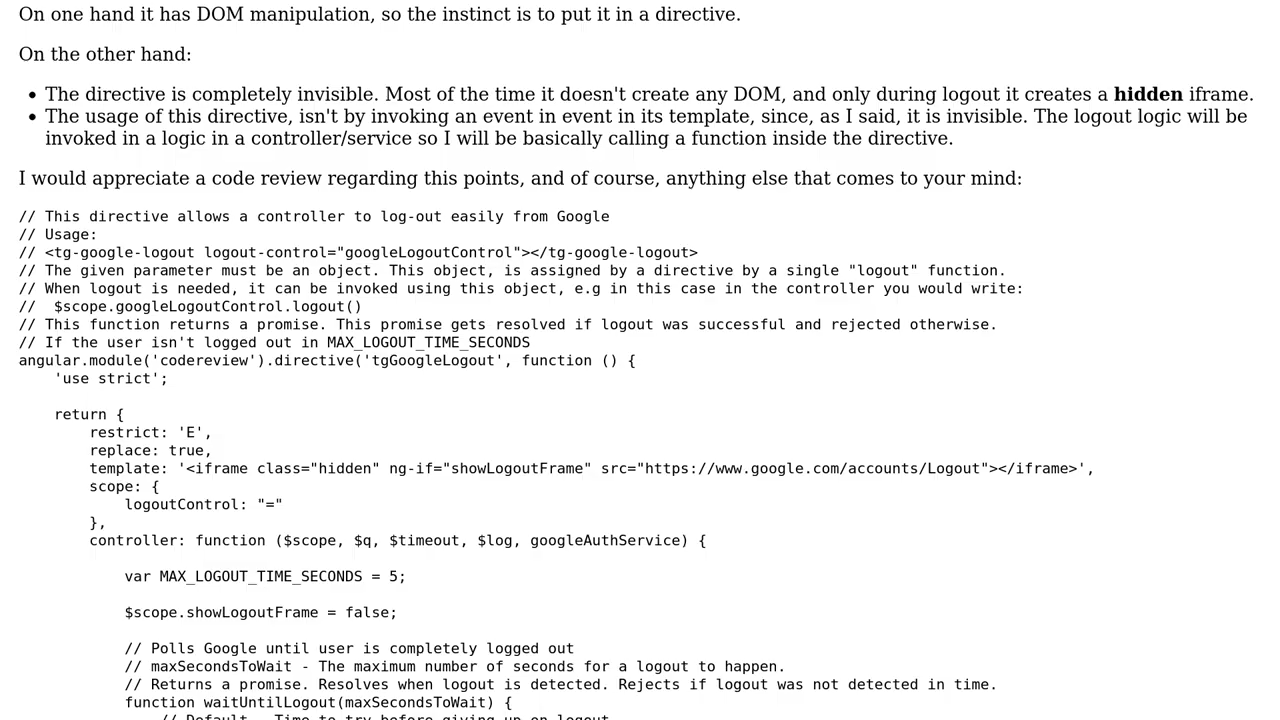 On one hand it has DOM manipulation, so the instinct is to put it in a directive.
On the other hand:
• The directive is completely invisible. Most of the time it doesn't create any DOM, and only during logout it creates a hidden iframe.
• The usage of this directive, isn't by invoking an event in event in its template, since, as I said, it is invisible. The logout logic will be
invoked in a logic in a controller/service so I will be basically calling a function inside the directive.
I would appreciate a code review regarding this points, and of course, anything else that comes to your mind:
// This directive allows a controller to log-out easily from Google
// Usage:
// <tg-google-logout logout-control="googleLogoutControl"></tg-google-logout>
// The given parameter must be an object. This object, is assigned by a directive by a single "logout" function.
// When logout is needed, it can be invoked using this object, e.g in this case in the controller you would write:
//  $scope.googleLogoutControl.logout()
// This function returns a promise. This promise gets resolved if logout was successful and rejected otherwise.
// If the user isn't logged out in MAX_LOGOUT_TIME_SECONDS
angular.module('codereview').directive('tgGoogleLogout', function () {
    'use strict';
    return {
        restrict: 'E',
        replace: true,
        template: '<iframe class="hidden" ng-if="showLogoutFrame" src="https://www.google.com/accounts/Logout"></iframe>',
        scope: {
            logoutControl: "="
        },
        controller: function ($scope, $q, $timeout, $log, googleAuthService) {
            var MAX_LOGOUT_TIME_SECONDS = 5;
            $scope.showLogoutFrame = false;
            // Polls Google until user is completely logged out
            // maxSecondsToWait - The maximum number of seconds for a logout to happen.
            // Returns a promise. Resolves when logout is detected. Rejects if logout was not detected in time.
            function waitUntilLogout(maxSecondsToWait) {
                // Default - Time to try before giving up on logout